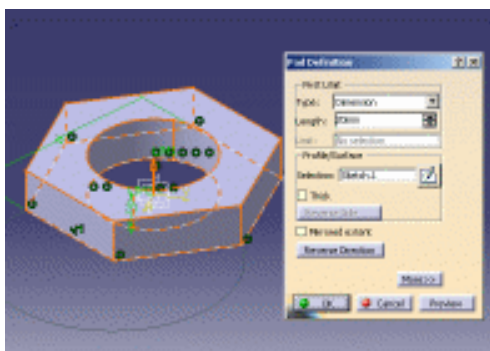 Pad Definition
First Limit
Type: Dimension
Length: 20mm
Limit: No selection
Profile/Surface
Selection: Sketch.1
Thick
Reverse Side
Mirrored extent
Reverse Direction
More>>
OK Cancel Preview